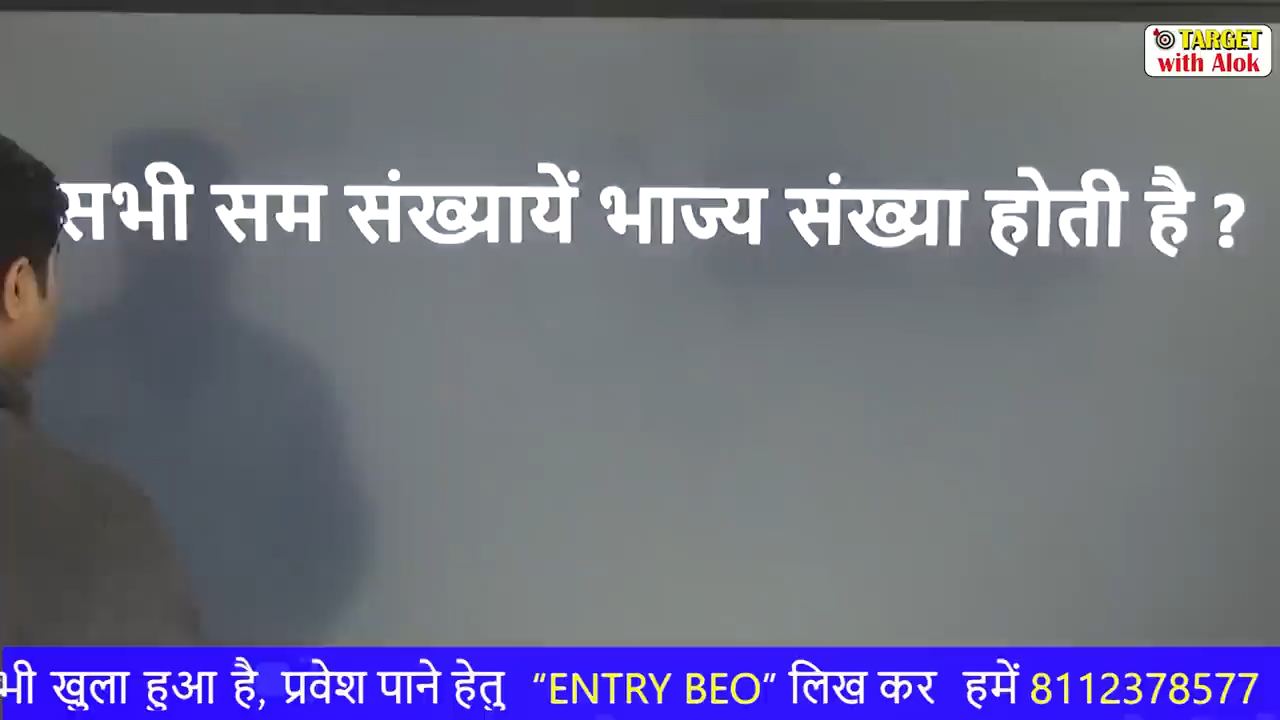 TARGET
with Alok
सभी सम संख्यायें भाज्य संख्या होती है ?
भी खुला हुआ है, प्रवेश पाने हेतु “ENTRY BEO” लिख कर हमें 8112378577